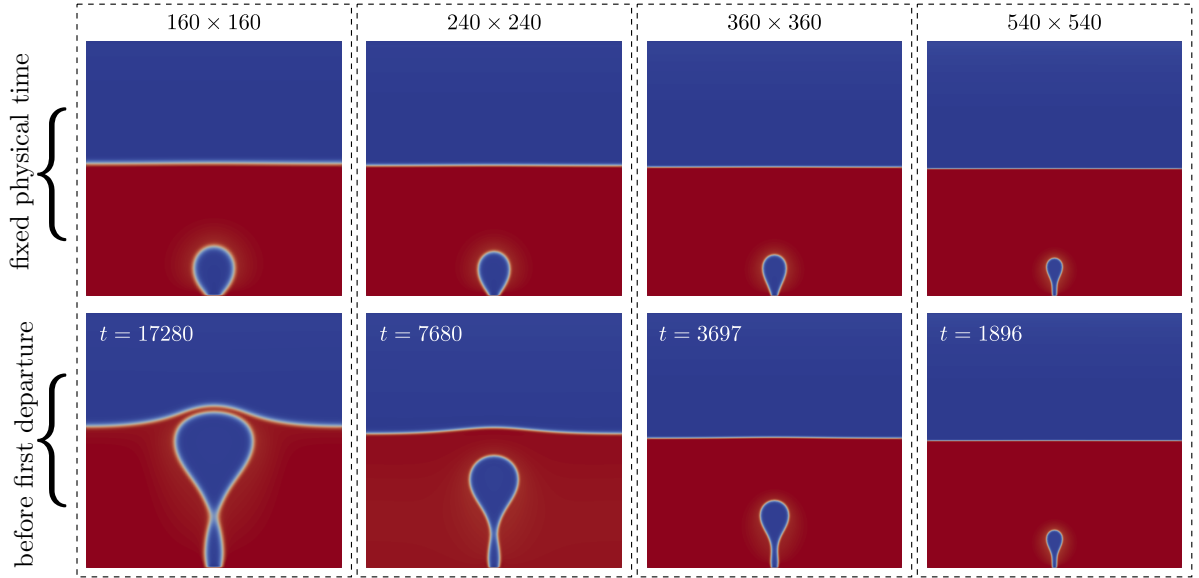 160 × 160
240 × 240
360 × 360
540 × 540
fixed physical time
before first departure
t = 17280
t = 7680
t = 3697
t = 1896